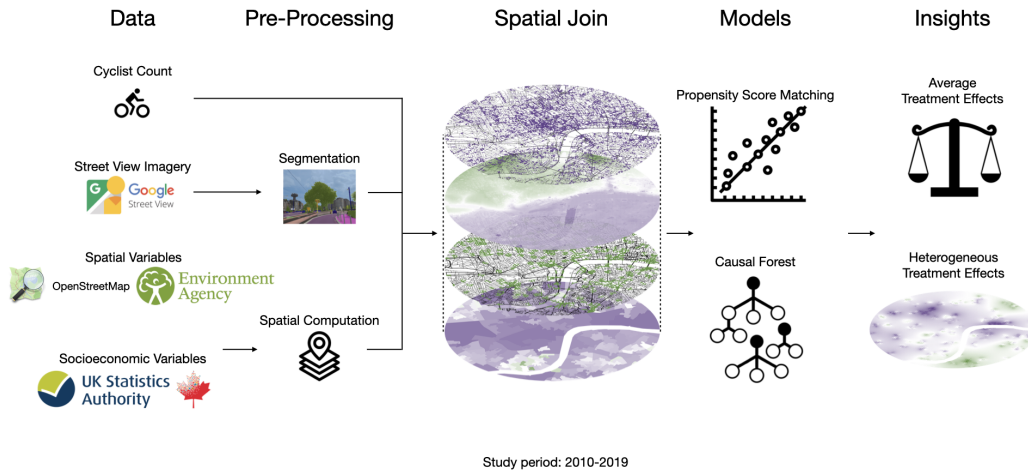 Data
Pre-Processing
Spatial Join
Models
Insights
Cyclist Count
Street View Imagery
G
Google
Street View
Segmentation
Spatial Variables
OpenStreetMap
Environment
Agency
Spatial Computation
Socioeconomic Variables
UK Statistics
Authority
Propensity Score Matching
Causal Forest
Average
Treatment Effects
Heterogeneous
Treatment Effects
Study period: 2010-2019